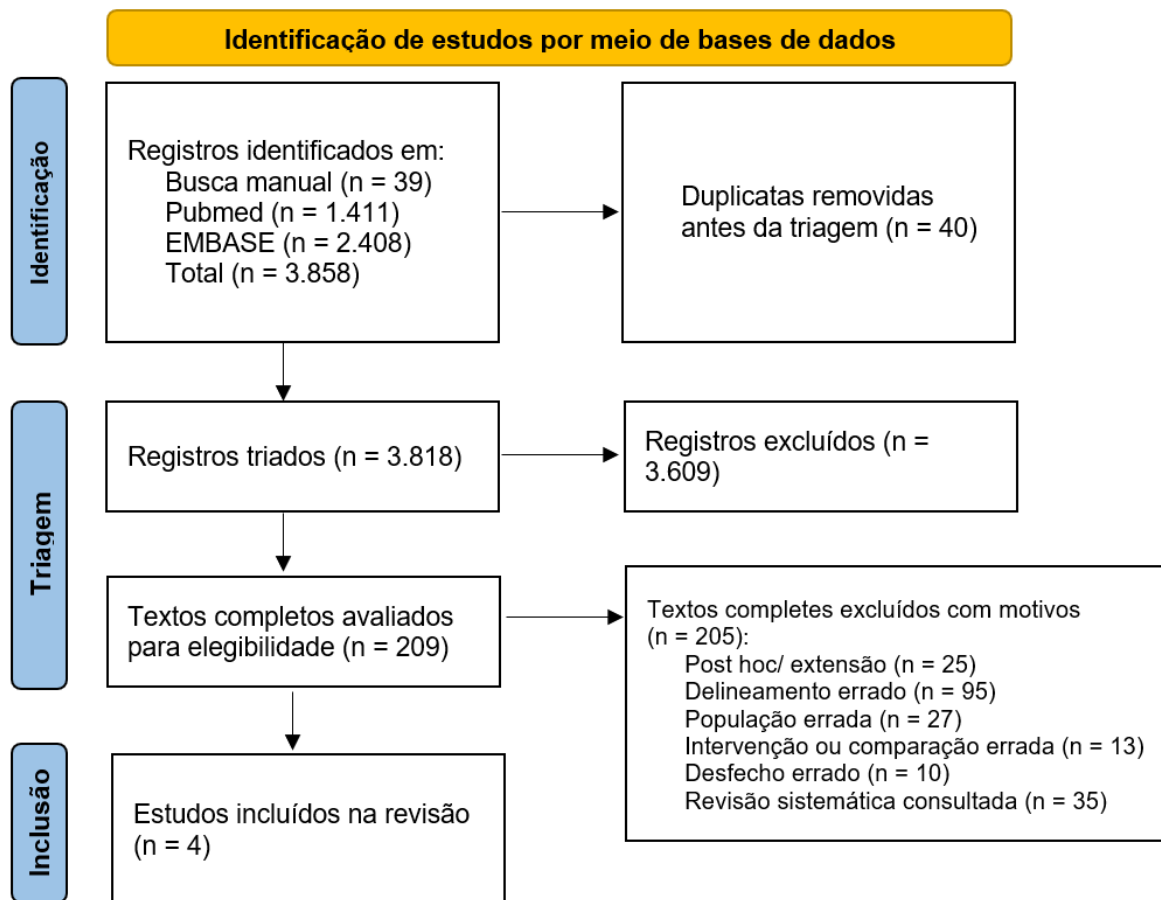 Identificação de estudos por meio de bases de dados
Identificação
Registros identificados em:
Busca manual (n = 39)
Pubmed (n = 1.411)
EMBASE (n = 2.408)
Total (n = 3.858)
Duplicatas removidas
antes da triagem (n = 40)
Triagem
Registros triados (n = 3.818)
Registros excluídos (n =
3.609)
Textos completos avaliados
para elegibilidade (n = 209)
Textos completes excluídos com motivos
(n = 205):
Post hoc/ extensão (n = 25)
Delineamento errado (n = 95)
População errada (n = 27)
Intervenção ou comparação errada (n = 13)
Desfecho errado (n = 10)
Revisão sistemática consultada (n = 35)
Inclusão
Estudos incluídos na revisão
(n = 4)